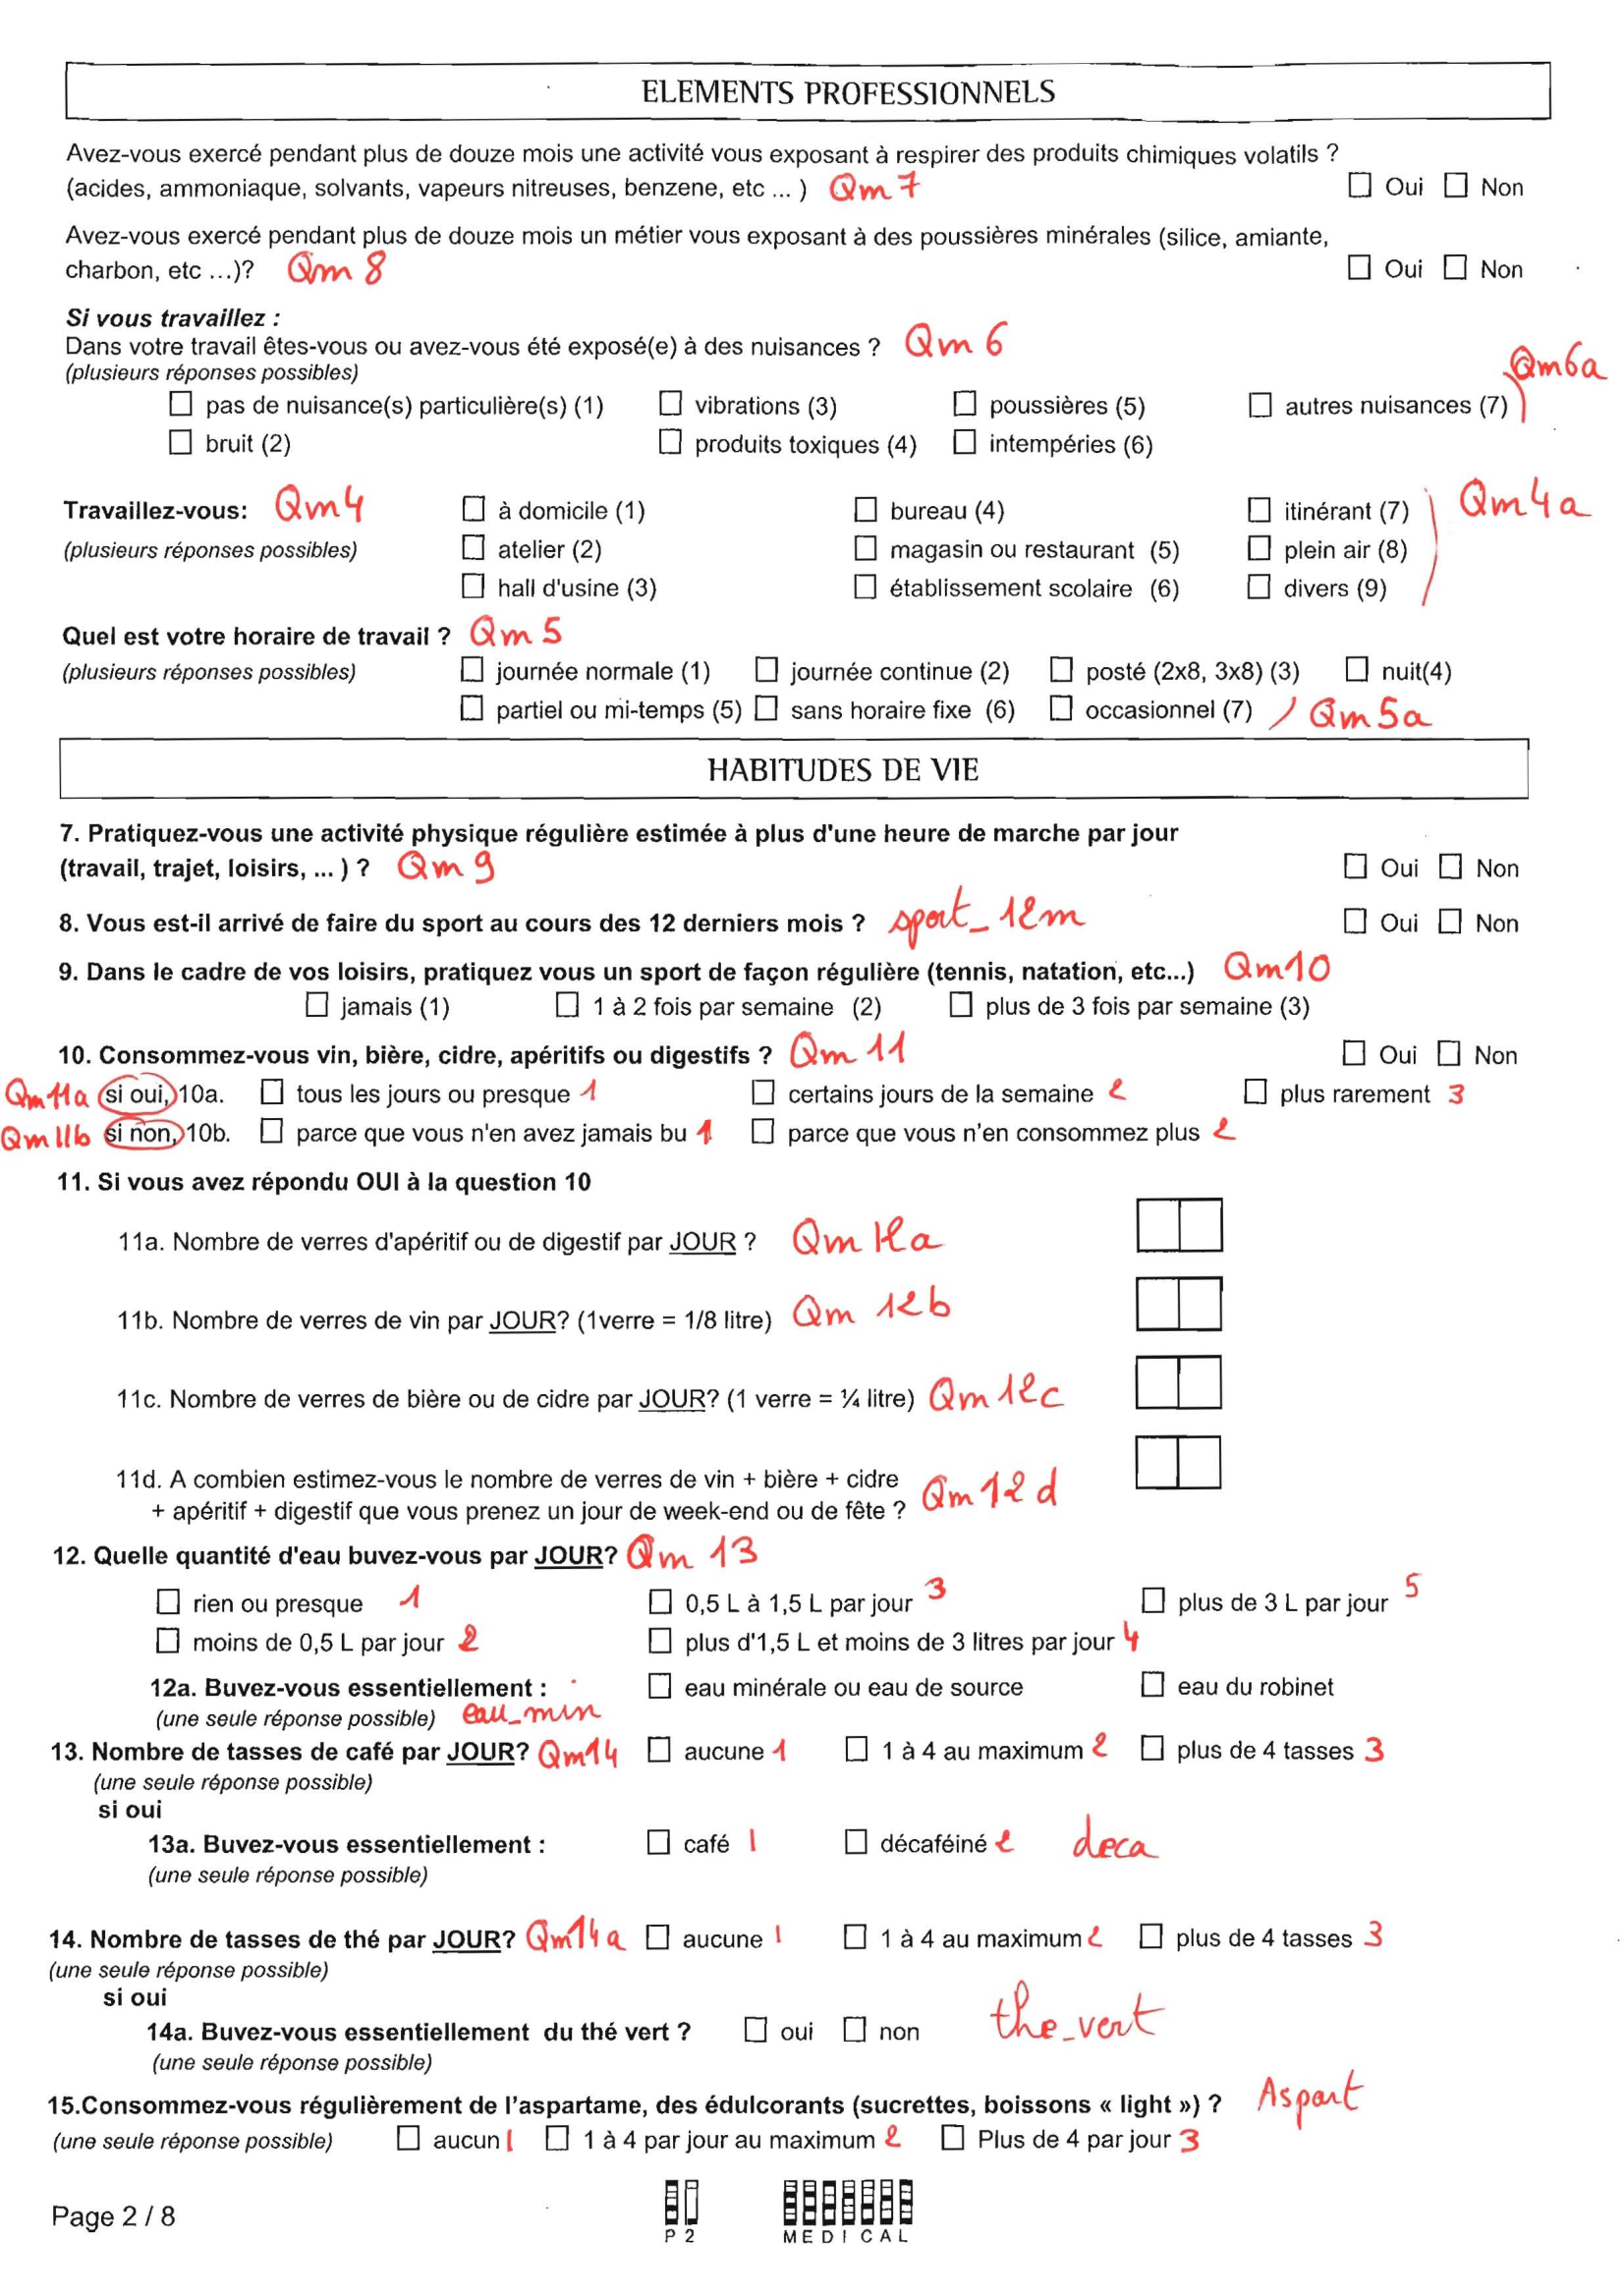 ELEMENTS PROFESSIONNELS
Avez-vous exercé pendant plus de douze mois une activité vous exposant à respirer des produits chimiques volatils ?
(acides, ammoniaque, solvants, vapeurs nitreuses, benzene, etc ... ) Qm7 Oui Non
Avez-vous exercé pendant plus de douze mois un métier vous exposant à des poussières minérales (silice, amiante,
charbon, etc ...)? Qm 8 Oui Non
Si vous travaillez :
Dans votre travail êtes-vous ou avez-vous été exposé(e) à des nuisances ? Qm 6
(plusieurs réponses possibles) Qm6a
pas de nuisance(s) particulière(s) (1) vibrations (3) poussières (5) autres nuisances (7)
bruit (2) produits toxiques (4) intempéries (6)
Travaillez-vous: Qm4 à domicile (1) bureau (4) itinérant (7) Qm4a
(plusieurs réponses possibles) atelier (2) magasin ou restaurant (5) plein air (8)
hall d'usine (3) établissement scolaire (6) divers (9)
Quel est votre horaire de travail ? Qm 5
(plusieurs réponses possibles) journée normale (1) journée continue (2) posté (2x8, 3x8) (3) nuit(4)
partiel ou mi-temps (5) sans horaire fixe (6) occasionnel (7) Qm5a
HABITUDES DE VIE
7. Pratiquez-vous une activité physique régulière estimée à plus d'une heure de marche par jour
(travail, trajet, loisirs, ... ) ? Qm 9 Oui Non
8. Vous est-il arrivé de faire du sport au cours des 12 derniers mois ? sport_12m Oui Non
9. Dans le cadre de vos loisirs, pratiquez vous un sport de façon régulière (tennis, natation, etc...) Qm10
jamais (1) 1 à 2 fois par semaine (2) plus de 3 fois par semaine (3)
10. Consommez-vous vin, bière, cidre, apéritifs ou digestifs ? Qm 11 Oui Non
Qm11a si oui, 10a. tous les jours ou presque 1 certains jours de la semaine 2 plus rarement 3
Qm11b si non, 10b. parce que vous n'en avez jamais bu 1 parce que vous n'en consommez plus 2
11. Si vous avez répondu OUI à la question 10
11a. Nombre de verres d'apéritif ou de digestif par JOUR ? Qm 12a
11b. Nombre de verres de vin par JOUR? (1verre = 1/8 litre) Qm 12b
11c. Nombre de verres de bière ou de cidre par JOUR? (1 verre = ¼ litre) Qm12c
11d. A combien estimez-vous le nombre de verres de vin + bière + cidre
+ apéritif + digestif que vous prenez un jour de week-end ou de fête ? Qm12d
12. Quelle quantité d'eau buvez-vous par JOUR? Qm 13
rien ou presque 1 0,5 L à 1,5 L par jour 3 plus de 3 L par jour 5
moins de 0,5 L par jour 2 plus d'1,5 L et moins de 3 litres par jour 4
12a. Buvez-vous essentiellement : eau minérale ou eau de source eau du robinet
(une seule réponse possible) eau_min
13. Nombre de tasses de café par JOUR? Qm14 aucune 1 1 à 4 au maximum 2 plus de 4 tasses 3
(une seule réponse possible)
si oui
13a. Buvez-vous essentiellement : café 1 décaféiné 2 deca
(une seule réponse possible)
14. Nombre de tasses de thé par JOUR? Qm14a aucune 1 1 à 4 au maximum 2 plus de 4 tasses 3
(une seule réponse possible)
si oui
14a. Buvez-vous essentiellement du thé vert ? oui non the_vert
(une seule réponse possible)
15.Consommez-vous régulièrement de l'aspartame, des édulcorants (sucrettes, boissons « light ») ? Aspart
(une seule réponse possible) aucun 1 1 à 4 par jour au maximum 2 Plus de 4 par jour 3
Page 2 / 8
P 2 MEDICAL